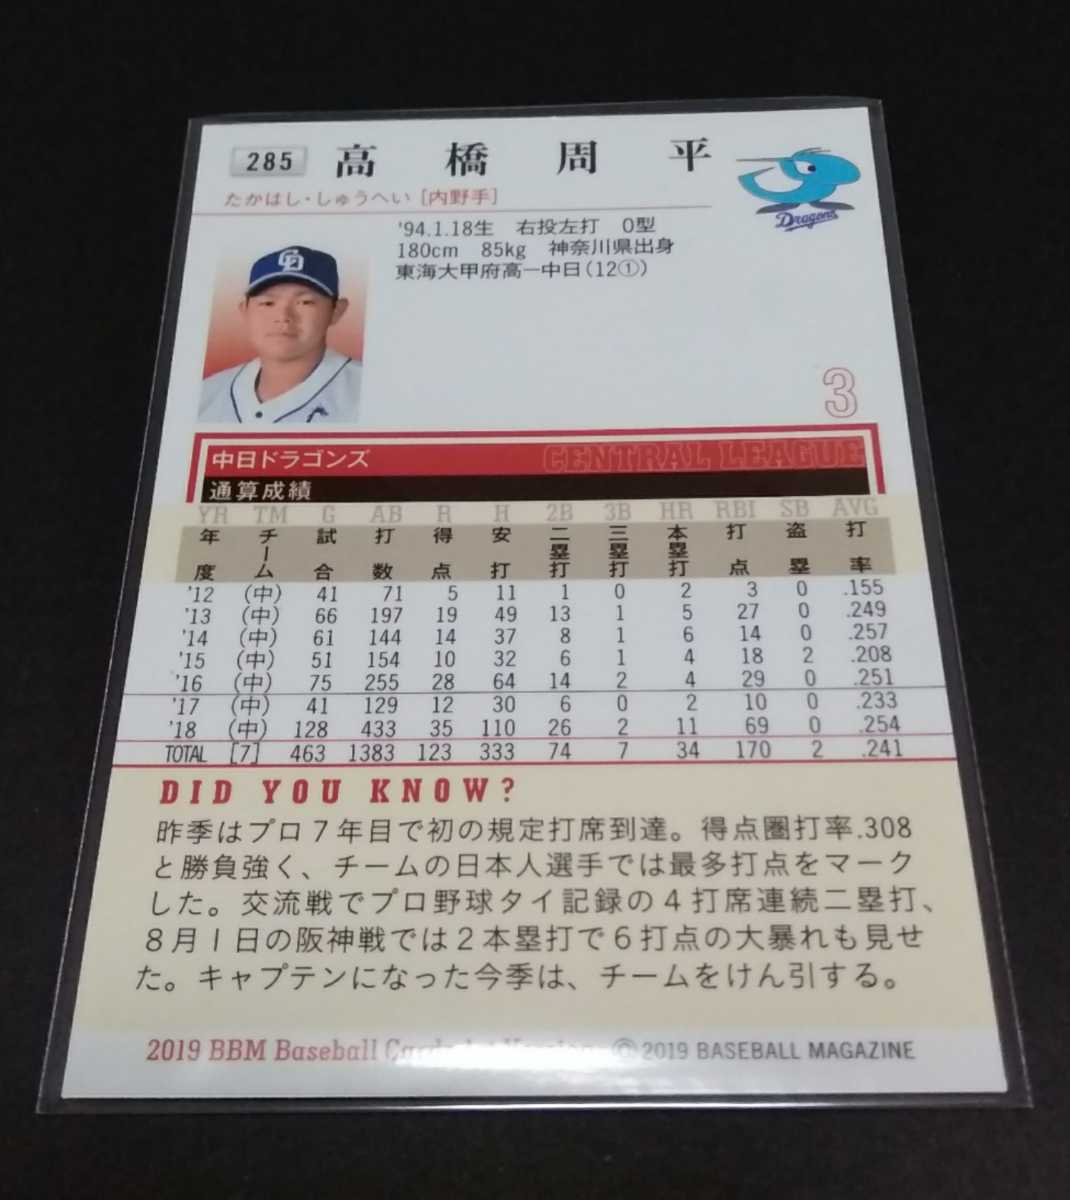 285 高橋周平
たかはし・しゅうへい [内野手]
Dragons
'94.1.18生 右投左打 O型
180cm 85kg 神奈川県出身
東海大甲府高ー中日(12①)
CD
3
中日ドラゴンズ CENTRAL LEAGUE
通算成績
YR TM G AB R H 2B 3B HR RBI SB AVG
年度 チーム 試合 打数 得点 安打 二塁打 三塁打 本塁打 打点 盗塁 打率
'12 (中) 41 71 5 11 1 0 2 3 0 .155
'13 (中) 66 197 19 49 13 1 5 27 0 .249
'14 (中) 61 144 14 37 8 1 6 14 0 .257
'15 (中) 51 154 10 32 6 1 4 18 2 .208
'16 (中) 75 255 28 64 14 2 4 29 0 .251
'17 (中) 41 129 12 30 6 0 2 10 0 .233
'18 (中) 128 433 35 110 26 2 11 69 0 .254
TOTAL [7] 463 1383 123 333 74 7 34 170 2 .241
DID YOU KNOW?
昨季はプロ7年目で初の規定打席到達。得点圏打率.308
と勝負強く、チームの日本人選手では最多打点をマーク
した。交流戦でプロ野球タイ記録の4打席連続二塁打、
8月1日の阪神戦では2本塁打で6打点の大暴れも見せ
た。キャプテンになった今季は、チームをけん引する。
2019 BBM Baseball Cards 1st Version ©2019 BASEBALL MAGAZINE